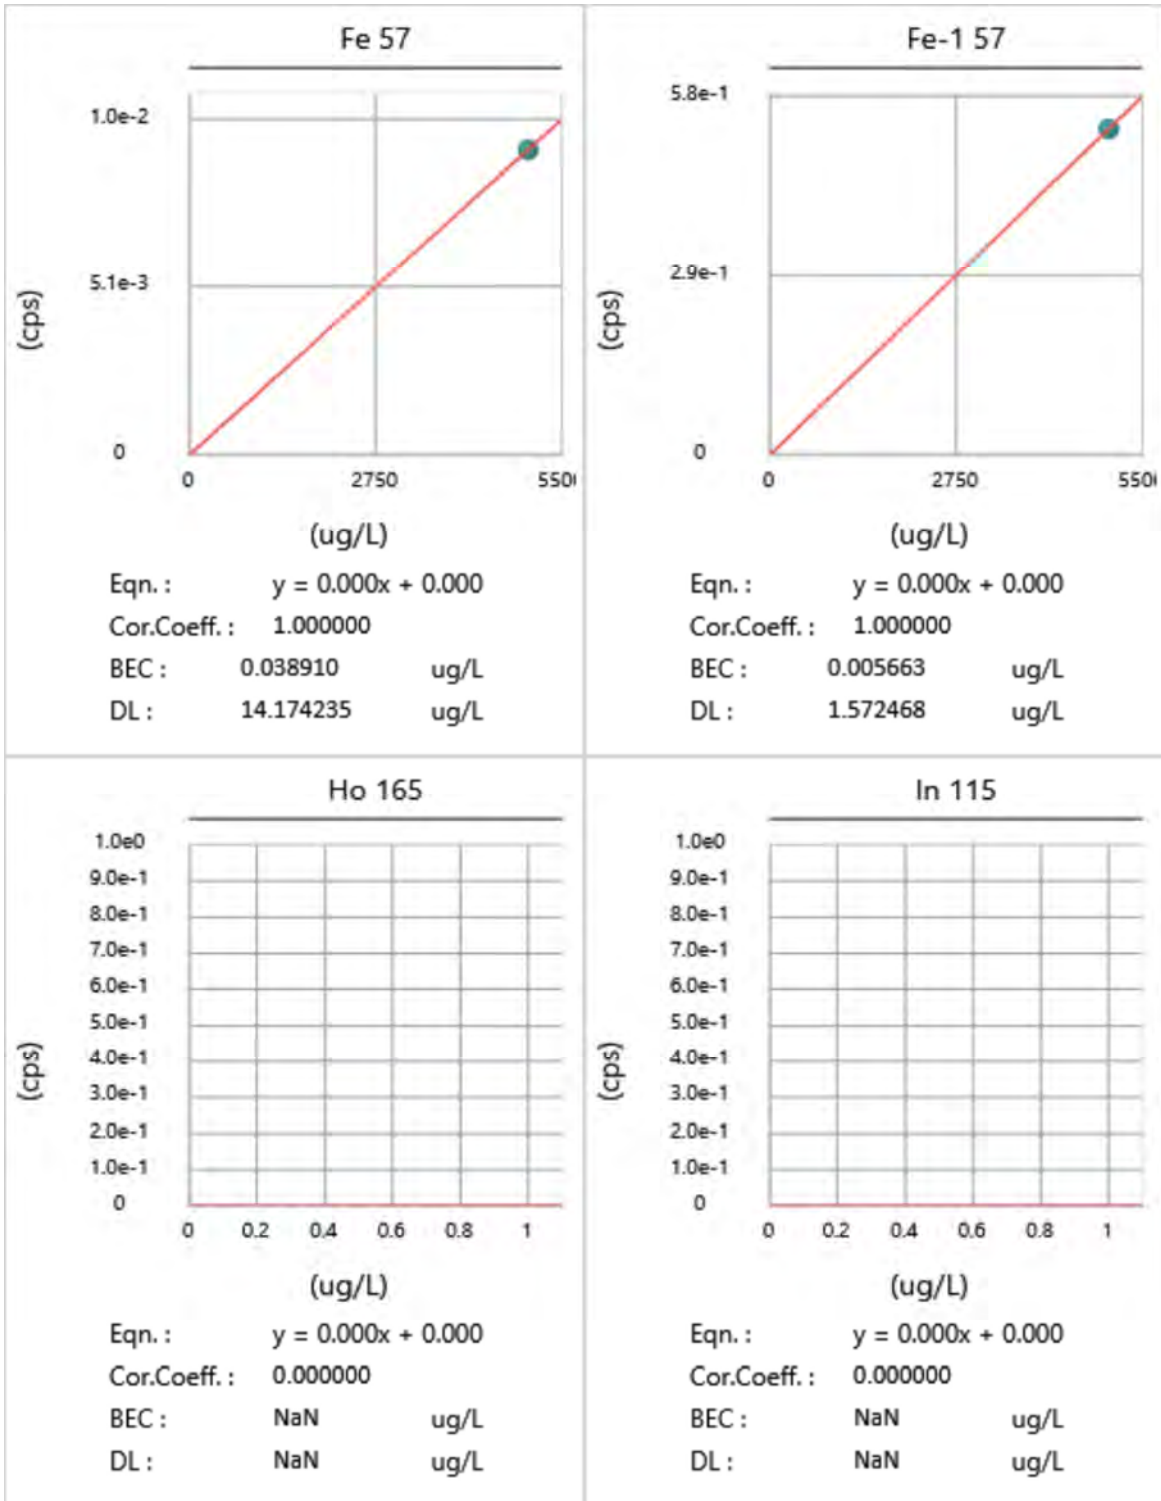 Fe 57
1.0e-2
5.1e-3
0
(cps)
0 2750 550
(ug/L)
Eqn. : y = 0.000x + 0.000
Cor.Coeff. : 1.000000
BEC : 0.038910 ug/L
DL : 14.174235 ug/L
Fe-1 57
5.8e-1
2.9e-1
0
(cps)
0 2750 550
(ug/L)
Eqn. : y = 0.000x + 0.000
Cor.Coeff. : 1.000000
BEC : 0.005663 ug/L
DL : 1.572468 ug/L
Ho 165
1.0e0
9.0e-1
8.0e-1
7.0e-1
6.0e-1
5.0e-1
4.0e-1
3.0e-1
2.0e-1
1.0e-1
0
(cps)
0 0.2 0.4 0.6 0.8 1
(ug/L)
Eqn. : y = 0.000x + 0.000
Cor.Coeff. : 0.000000
BEC : NaN ug/L
DL : NaN ug/L
In 115
1.0e0
9.0e-1
8.0e-1
7.0e-1
6.0e-1
5.0e-1
4.0e-1
3.0e-1
2.0e-1
1.0e-1
0
(cps)
0 0.2 0.4 0.6 0.8 1
(ug/L)
Eqn. : y = 0.000x + 0.000
Cor.Coeff. : 0.000000
BEC : NaN ug/L
DL : NaN ug/L